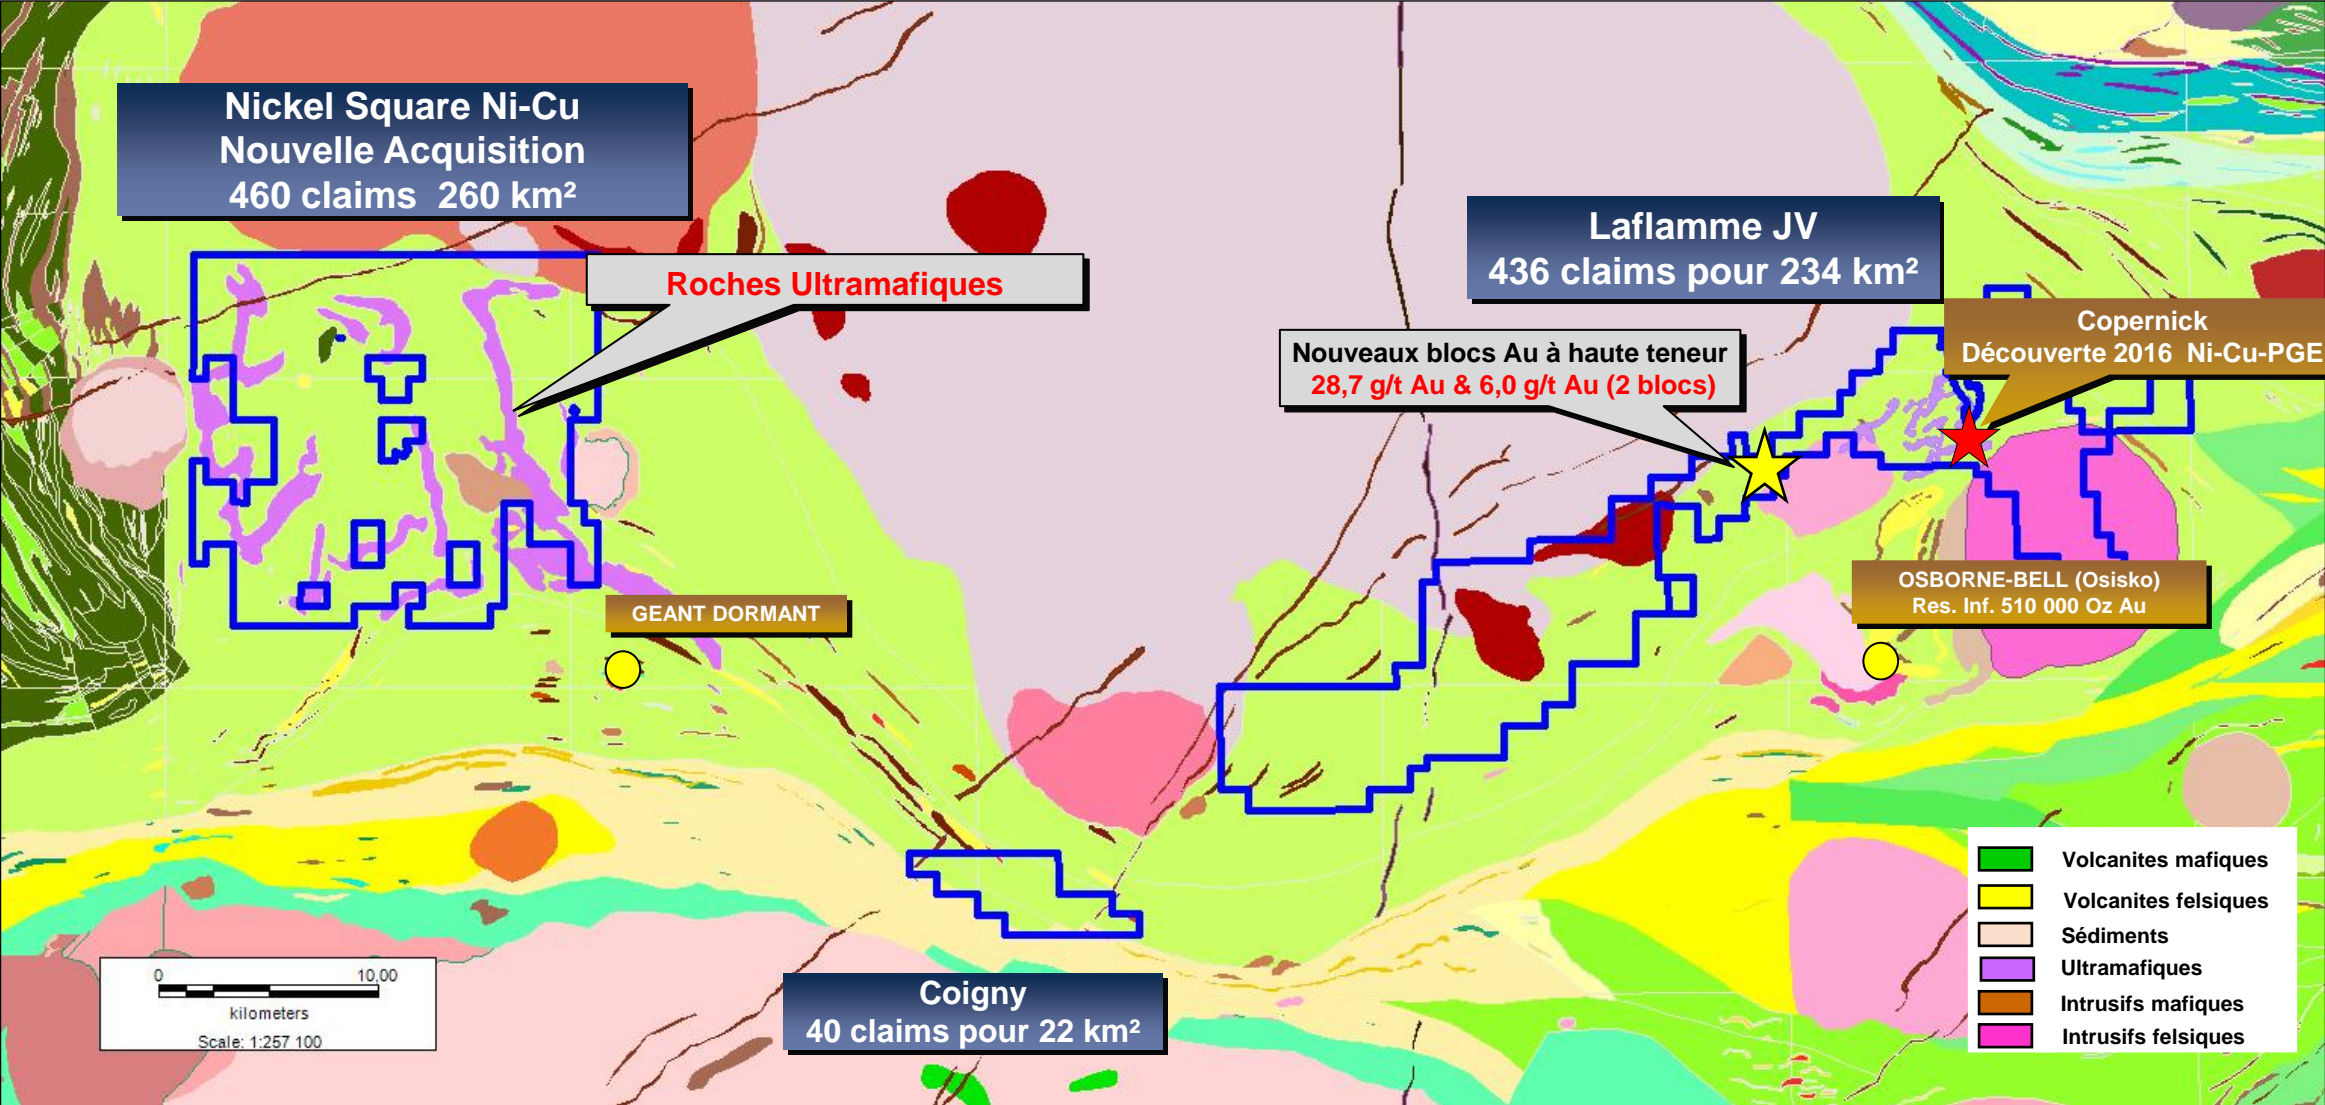 Nickel Square Ni-Cu
Nouvelle Acquisition
460 claims 260 km²
Roches Ultramafiques
Laflamme JV
436 claims pour 234 km²
Copernick
Découverte 2016 Ni-Cu-PGE
Nouveaux blocs Au à haute teneur
28,7 g/t Au & 6,0 g/t Au (2 blocs)
GEANT DORMANT
OSBORNE-BELL (Osisko)
Res. Inf. 510 000 Oz Au
Coigny
40 claims pour 22 km²
0 10,00
kilometers
Scale: 1:257 100
Volcanites mafiques
Volcanites felsiques
Sédiments
Ultramafiques
Intrusifs mafiques
Intrusifs felsiques